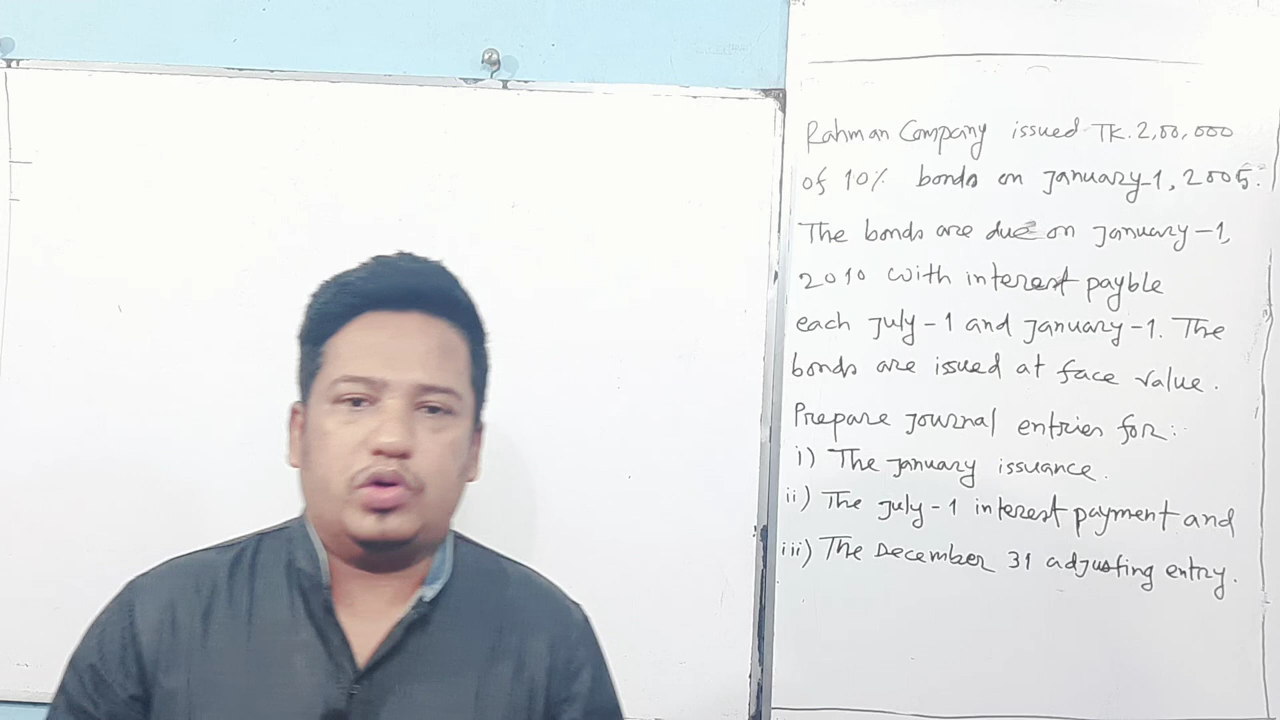 Rahman Company issued TK. 2,00,000
of 10% bonds on January-1, 2005.
The bonds are due on January-1,
2010 with interest payble
each July-1 and January-1. The
bonds are issued at face value.
Prepare Journal entries for:
i) The January issuance.
ii) The July-1 interest payment and
iii) The December 31 adjusting entry.